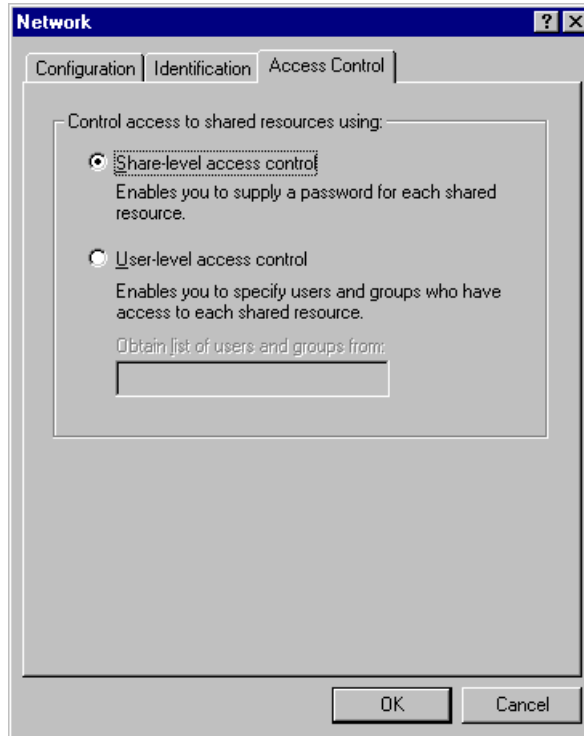 Network
Configuration
Identification
Access Control
Control access to shared resources using:
Share-level access control
Enables you to supply a password for each shared
resource.
User-level access control
Enables you to specify users and groups who have
access to each shared resource.
Obtain list of users and groups from:
OK
Cancel